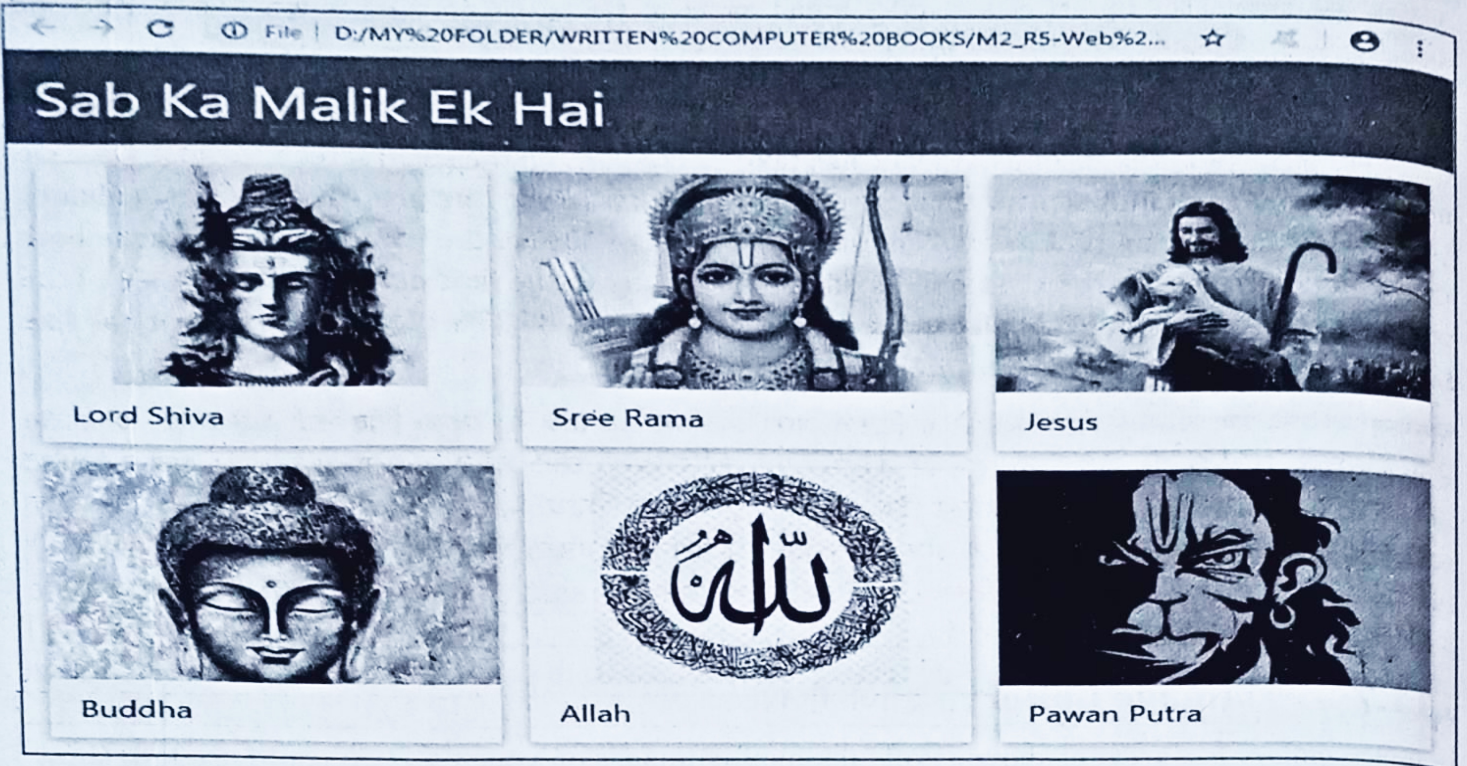 File | D:/MY%20FOLDER/WRITTEN%20COMPUTER%20BOOKS/M2_R5-Web%2...
Sab Ka Malik Ek Hai
Lord Shiva
Sree Rama
Jesus
الله
Buddha
Allah
Pawan Putra